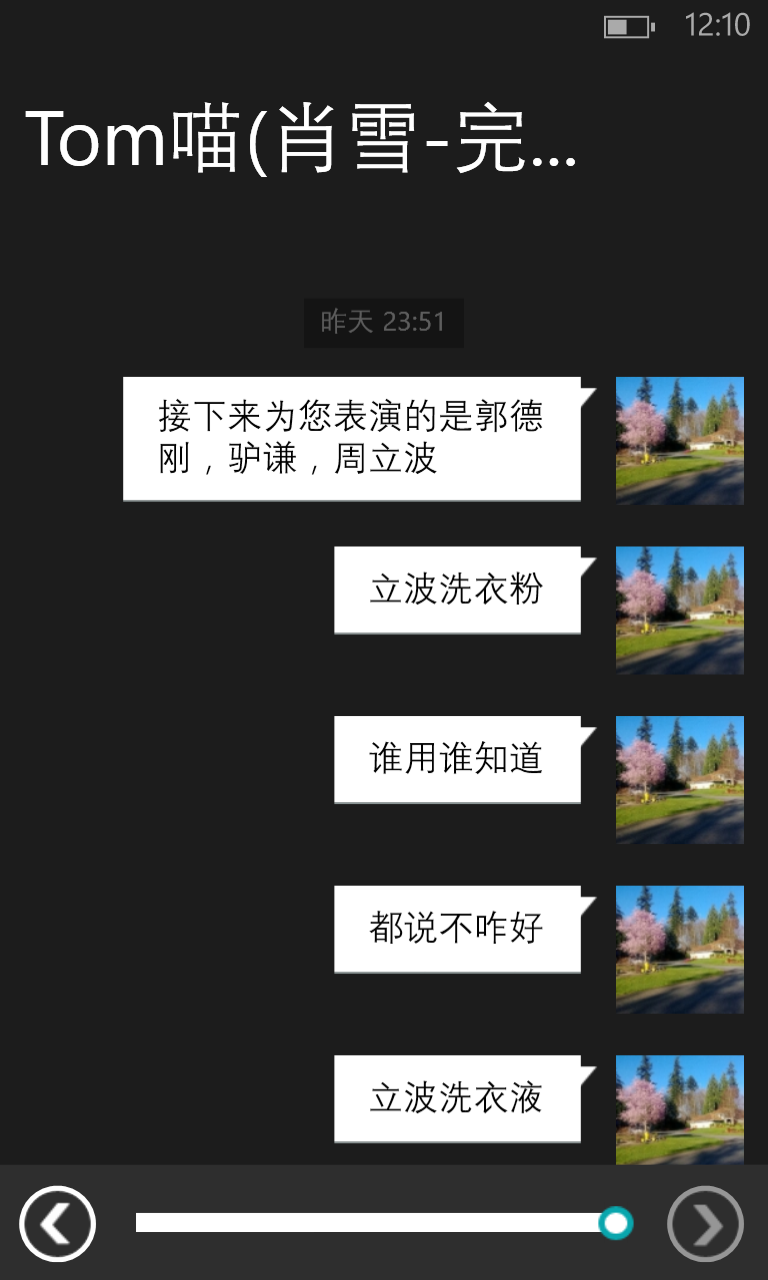 12:10
Tom喵(肖雪-完...
昨天 23:51
接下来为您表演的是郭德
刚，驴谦，周立波
立波洗衣粉
谁用谁知道
都说不咋好
立波洗衣液